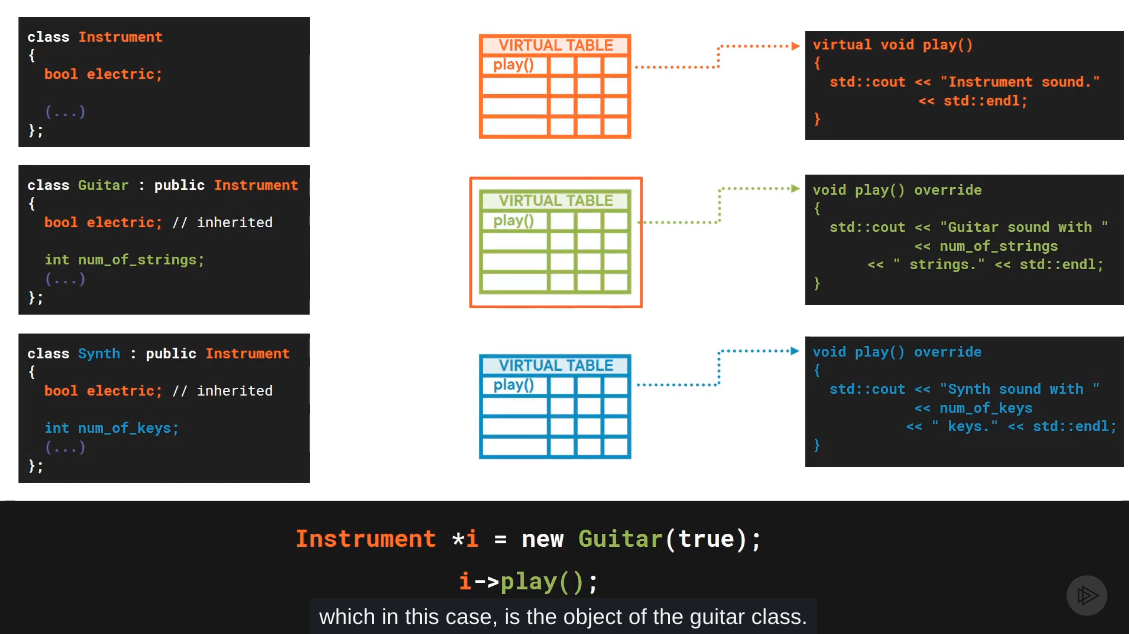 class Instrument
{
bool electric;
(...)
};
VIRTUAL TABLE
play()
virtual void play()
{
std::cout << "Instrument sound."
<< std::endl;
}
class Guitar : public Instrument
{
bool electric; // inherited
int num_of_strings;
(...)
};
VIRTUAL TABLE
play()
void play() override
{
std::cout << "Guitar sound with "
<< num_of_strings
<< " strings." << std::endl;
}
class Synth : public Instrument
{
bool electric; // inherited
int num_of_keys;
(...)
};
VIRTUAL TABLE
play()
void play() override
{
std::cout << "Synth sound with "
<< num_of_keys
<< " keys." << std::endl;
}
Instrument *i = new Guitar(true);
i->play();
which in this case, is the object of the guitar class.